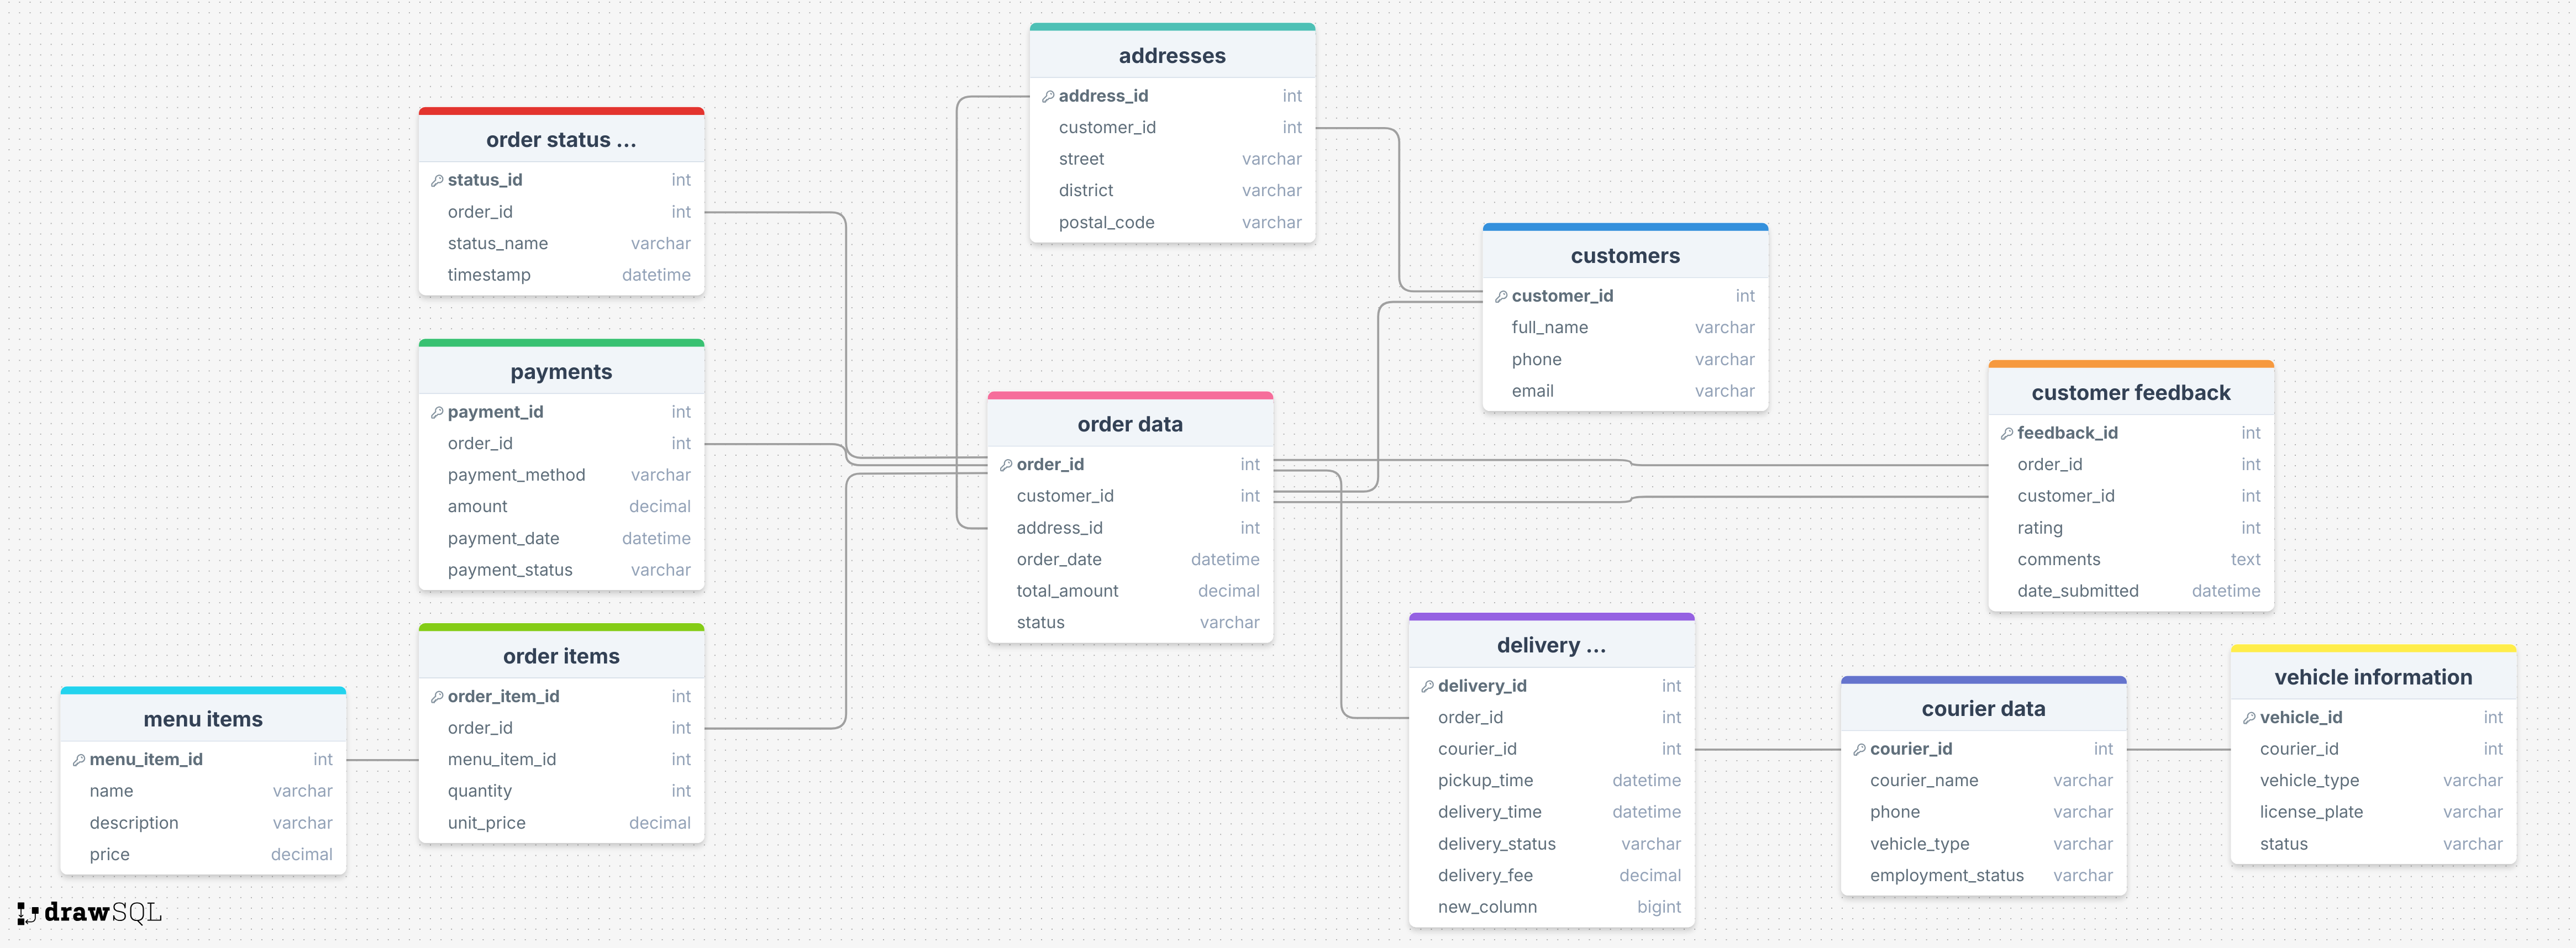 addresses
address_id int
customer_id int
street varchar
district varchar
postal_code varchar
order status ...
status_id int
order_id int
status_name varchar
timestamp datetime
customers
customer_id int
full_name varchar
phone varchar
email varchar
payments
payment_id int
order_id int
payment_method varchar
amount decimal
payment_date datetime
payment_status varchar
order data
order_id int
customer_id int
address_id int
order_date datetime
total_amount decimal
status varchar
customer feedback
feedback_id int
order_id int
customer_id int
rating int
comments text
date_submitted datetime
order items
order_item_id int
order_id int
menu_item_id int
quantity int
unit_price decimal
menu items
menu_item_id int
name varchar
description varchar
price decimal
delivery ...
delivery_id int
order_id int
courier_id int
pickup_time datetime
delivery_time datetime
delivery_status varchar
delivery_fee decimal
new_column bigint
courier data
courier_id int
courier_name varchar
phone varchar
vehicle_type varchar
employment_status varchar
vehicle information
vehicle_id int
courier_id int
vehicle_type varchar
license_plate varchar
status varchar
drawSQL